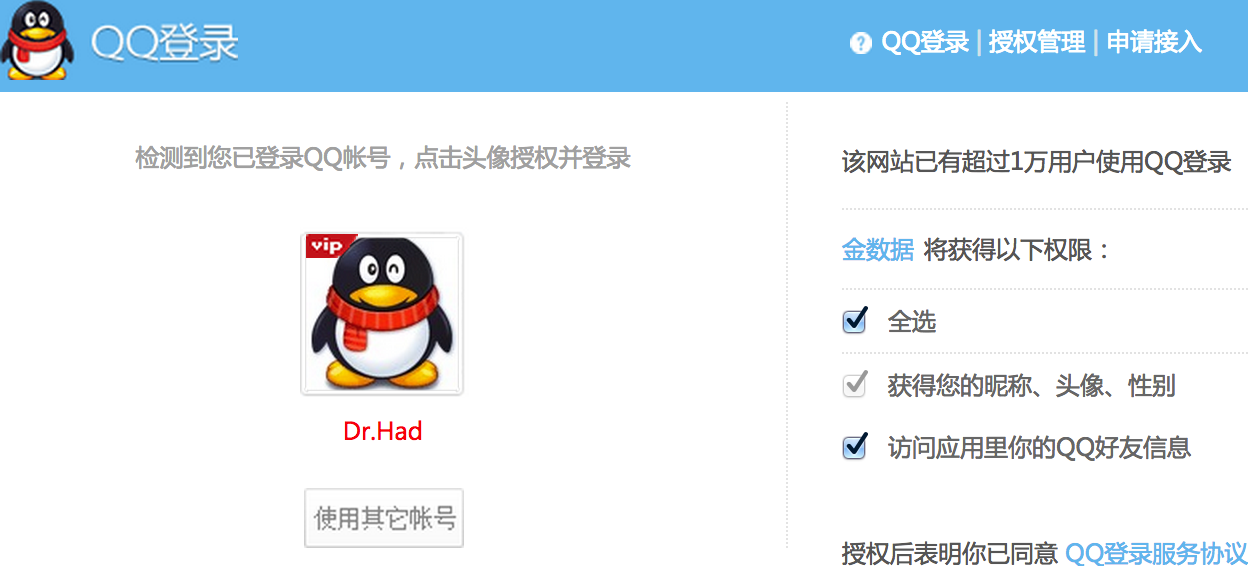 QQ登录
QQ登录 | 授权管理 | 申请接入
检测到您已登录QQ帐号，点击头像授权并登录
vip
Dr.Had
使用其它帐号
该网站已有超过1万用户使用QQ登录
金数据 将获得以下权限：
全选
获得您的昵称、头像、性别
访问应用里你的QQ好友信息
授权后表明你已同意 QQ登录服务协议